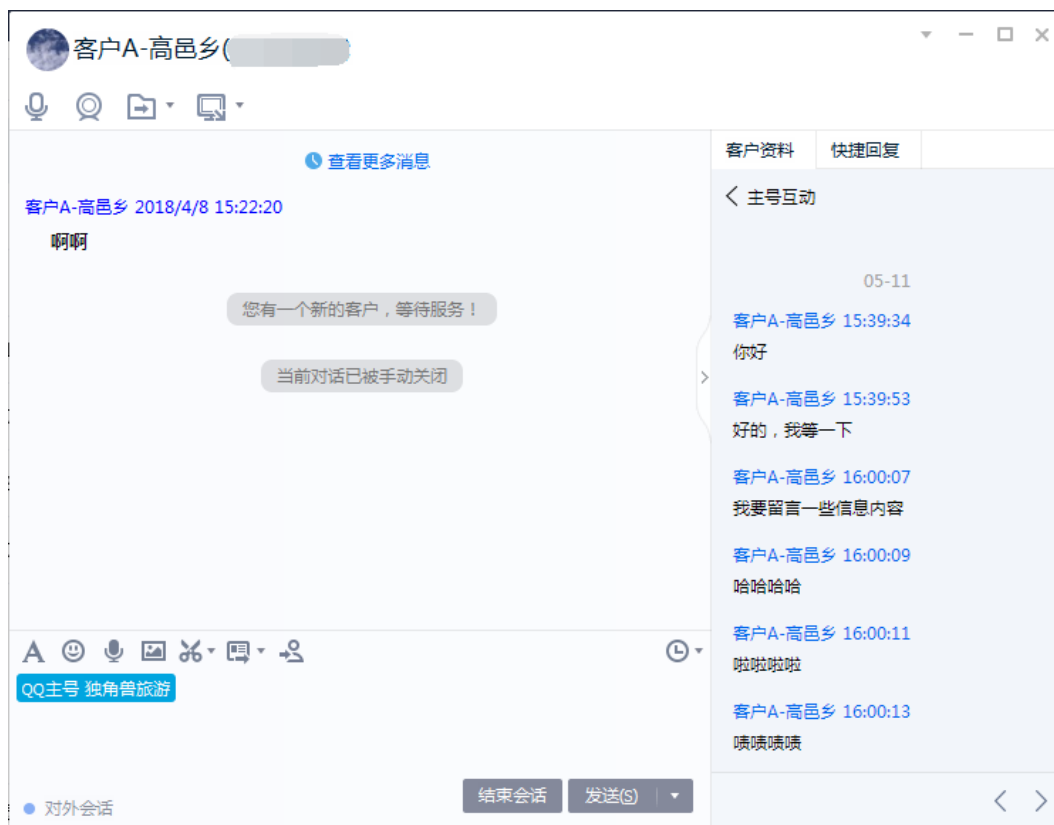 客户A-高邑乡(
查看更多消息
客户A-高邑乡 2018/4/8 15:22:20
啊啊
您有一个新的客户，等待服务！
当前对话已被手动关闭
QQ主号 独角兽旅游
对外会话
结束会话
发送(S)
客户资料
快捷回复
主号互动
05-11
客户A-高邑乡 15:39:34
你好
客户A-高邑乡 15:39:53
好的，我等一下
客户A-高邑乡 16:00:07
我要留言一些信息内容
客户A-高邑乡 16:00:09
哈哈哈哈
客户A-高邑乡 16:00:11
啦啦啦啦
客户A-高邑乡 16:00:13
啧啧啧啧